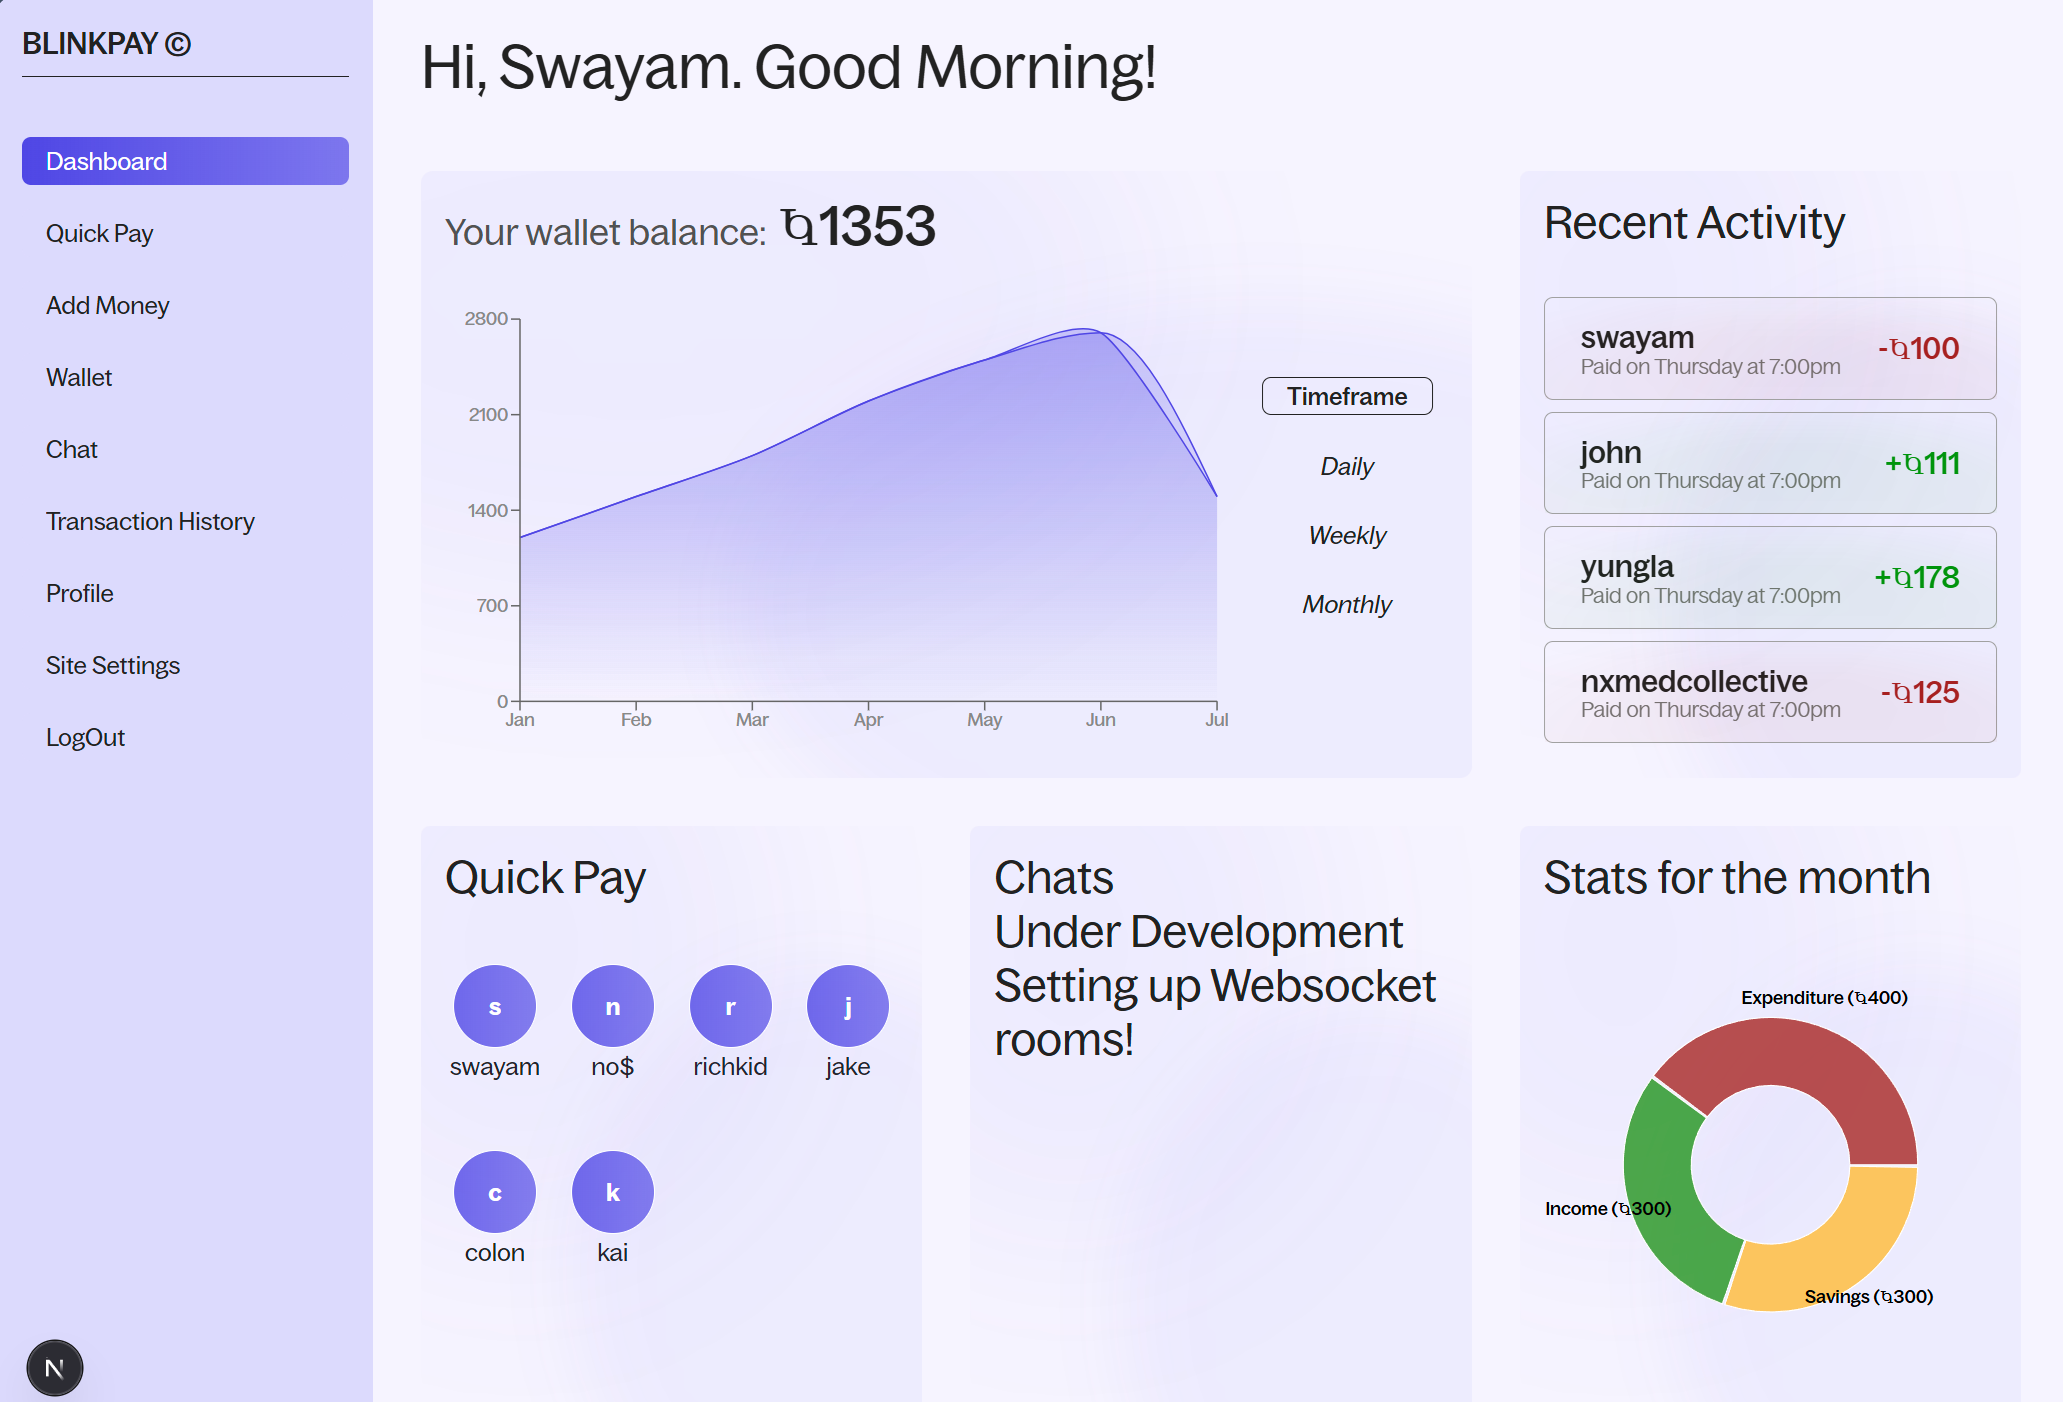 BLINKPAY ©
Dashboard
Quick Pay
Add Money
Wallet
Chat
Transaction History
Profile
Site Settings
LogOut
N
Hi, Swayam. Good Morning!
Your wallet balance: 1353
2800
2100
1400
700
0
Jan Feb Mar Apr May Jun Jul
Timeframe
Daily
Weekly
Monthly
Recent Activity
swayam
Paid on Thursday at 7:00pm
-100
john
Paid on Thursday at 7:00pm
+111
yungla
Paid on Thursday at 7:00pm
+178
nxmedcollective
Paid on Thursday at 7:00pm
-125
Quick Pay
s n r j
swayam no$ richkid jake
c k
colon kai
Chats
Under Development
Setting up Websocket
rooms!
Stats for the month
Expenditure (400)
Income (300)
Savings (300)